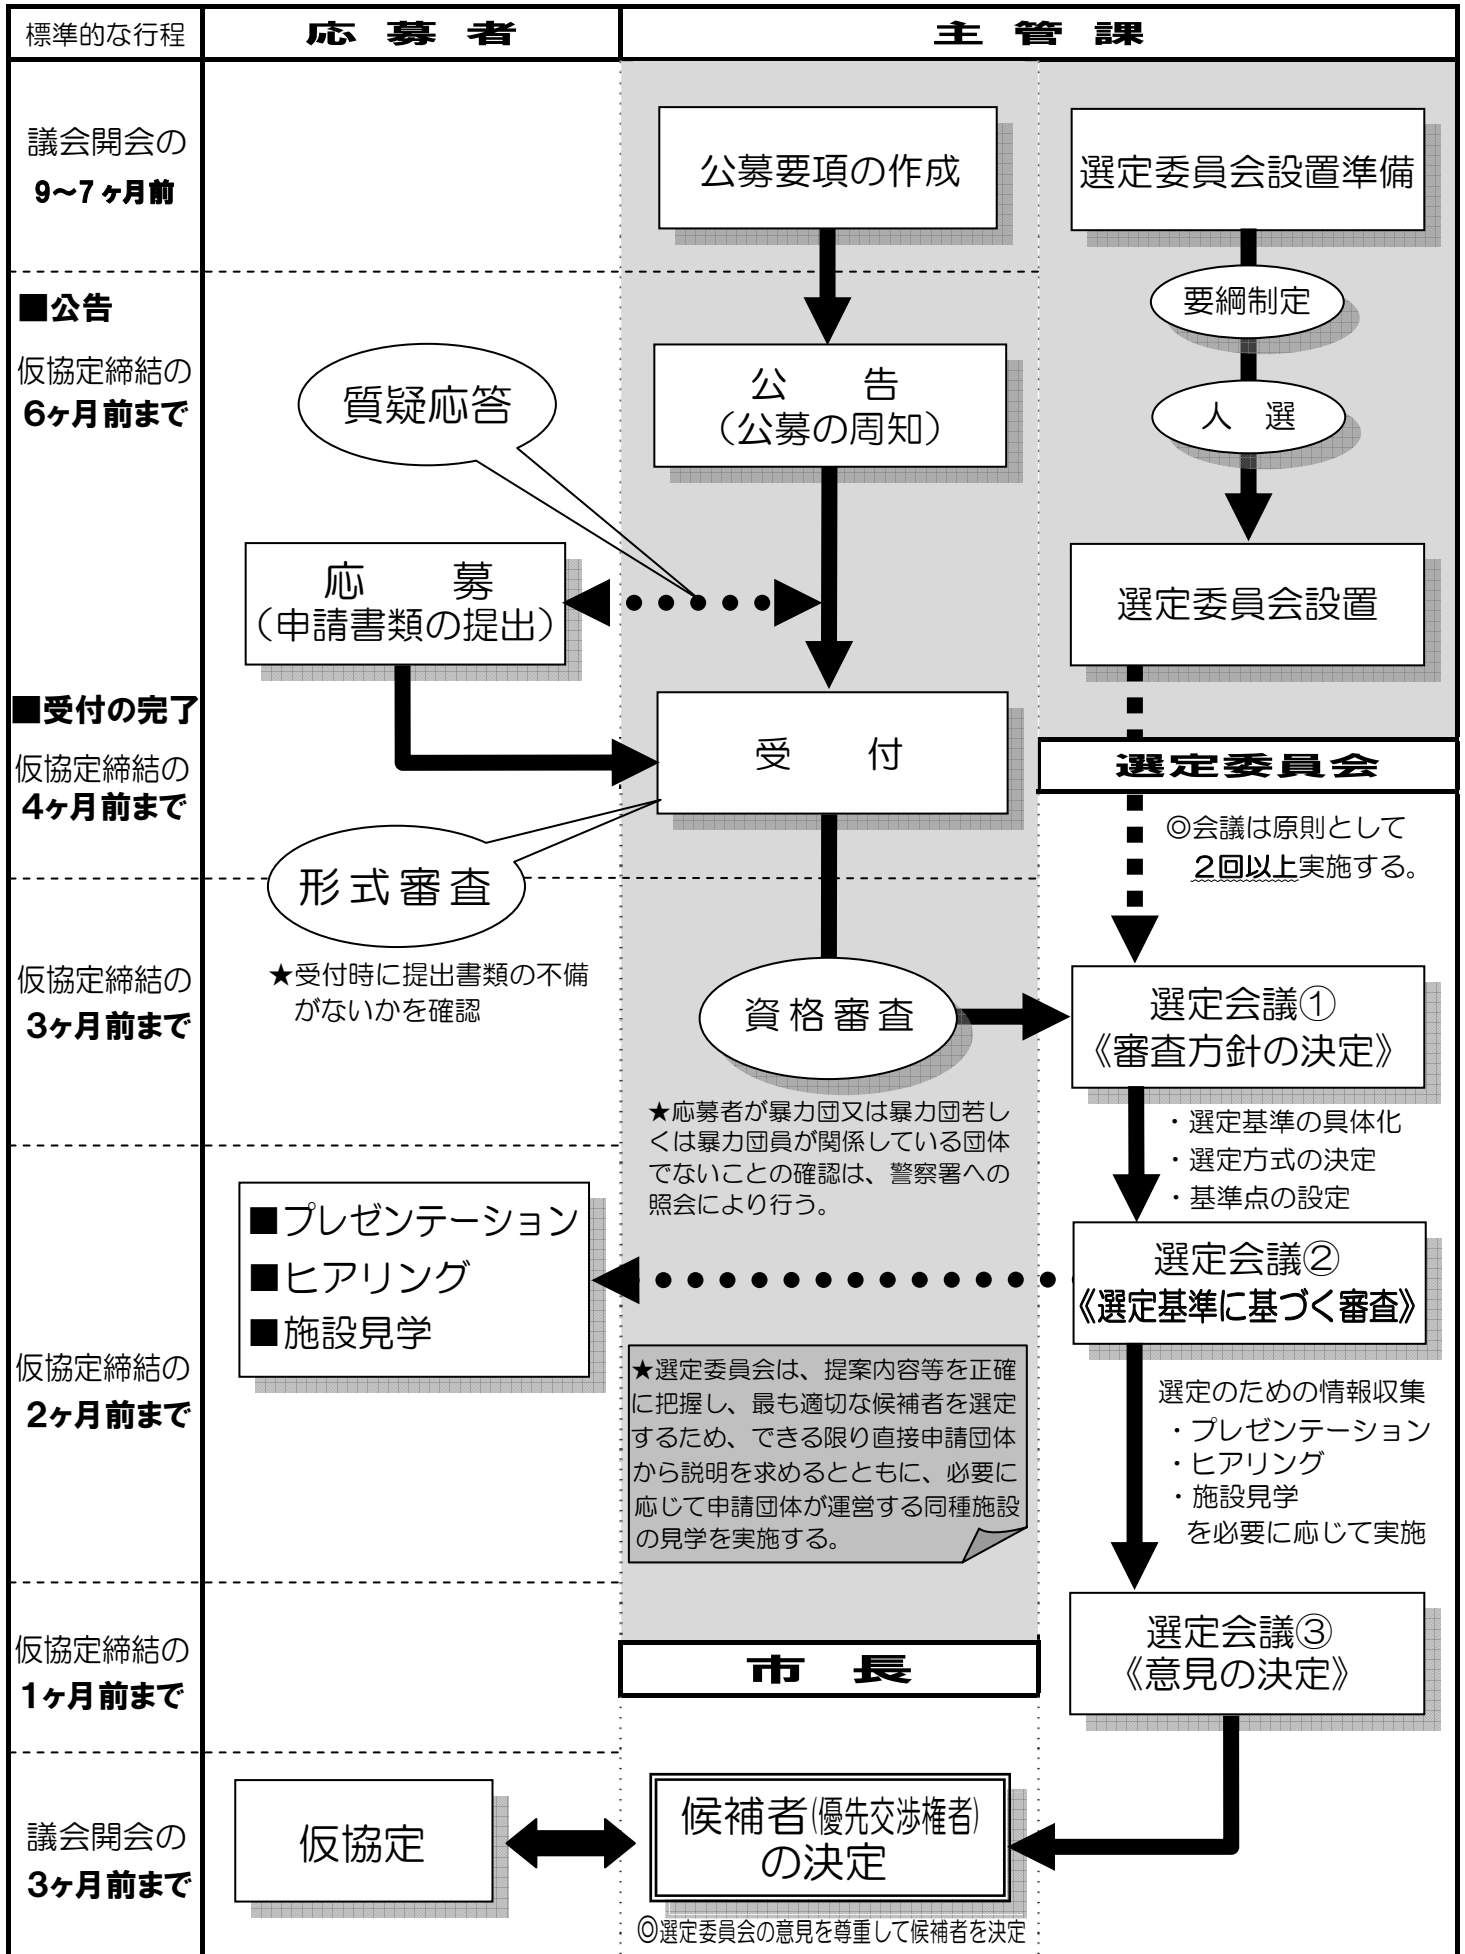 標準的な行程
応募者
主管課
議会開会の
9～7ヶ月前
公募要項の作成
選定委員会設置準備
要綱制定
人　選
■公告
仮協定締結の
6ヶ月前まで
質疑応答
公　告
（公募の周知）
応　募
（申請書類の提出）
選定委員会設置
■受付の完了
仮協定締結の
4ヶ月前まで
受　付
選定委員会
◎会議は原則として
2回以上実施する。
形式審査
★受付時に提出書類の不備
がないかを確認
仮協定締結の
3ヶ月前まで
資格審査
選定会議①
《審査方針の決定》
★応募者が暴力団又は暴力団若し
くは暴力団員が関係している団体
でないことの確認は、警察署への
照会により行う。
・選定基準の具体化
・選定方式の決定
・基準点の設定
■プレゼンテーション
■ヒアリング
■施設見学
選定会議②
《選定基準に基づく審査》
仮協定締結の
2ヶ月前まで
★選定委員会は、提案内容等を正確
に把握し、最も適切な候補者を選定
するため、できる限り直接申請団体
から説明を求めるとともに、必要に
応じて申請団体が運営する同種施設
の見学を実施する。
選定のための情報収集
・プレゼンテーション
・ヒアリング
・施設見学
を必要に応じて実施
仮協定締結の
1ヶ月前まで
市長
選定会議③
《意見の決定》
議会開会の
3ヶ月前まで
仮協定
候補者(優先交渉権者)
の決定
◎選定委員会の意見を尊重して候補者を決定